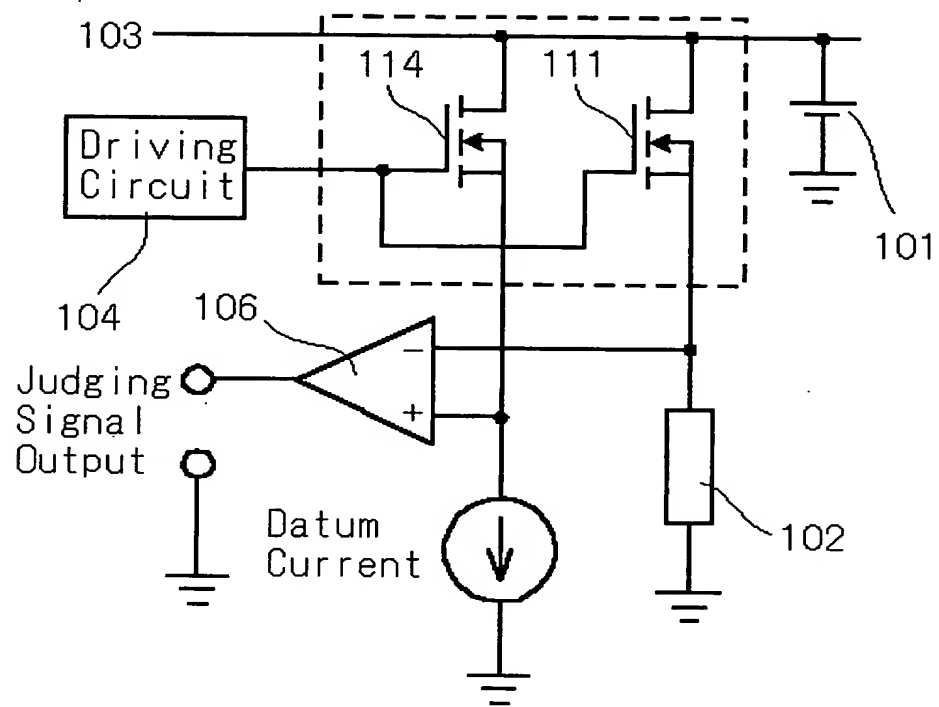 103
114
111
Driving
Circuit
101
104
106
Judging
Signal
Output
−
+
Datum
Current
102